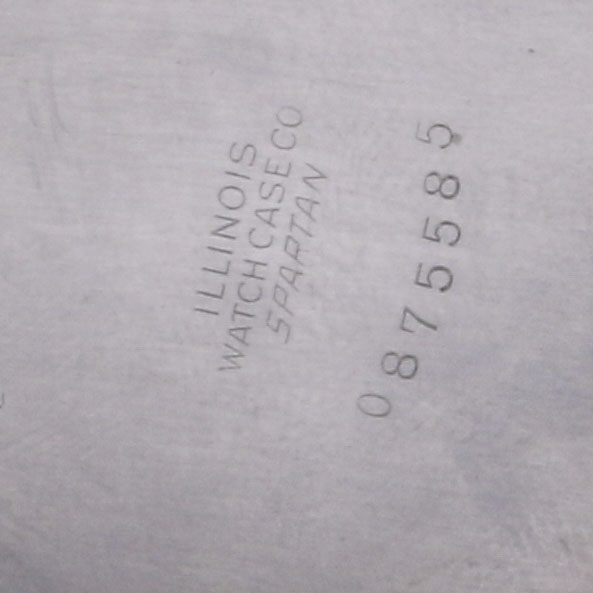 ILLINOIS
WATCH CASE CO
SPARTAN
0875585